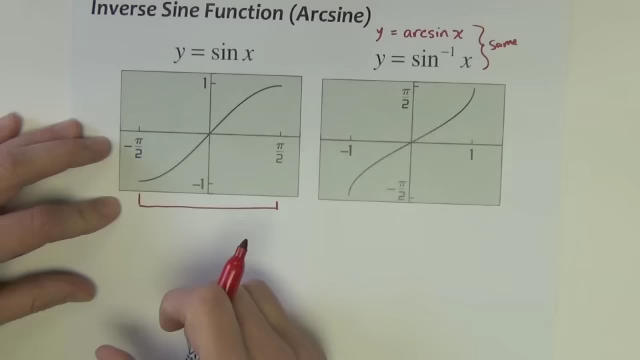 Inverse Sine Function (Arcsine)
y = arcsin x
same
y = sin x
y = sin⁻¹ x
1
-π/2
π/2
-1
π/2
-1
1
-π/2